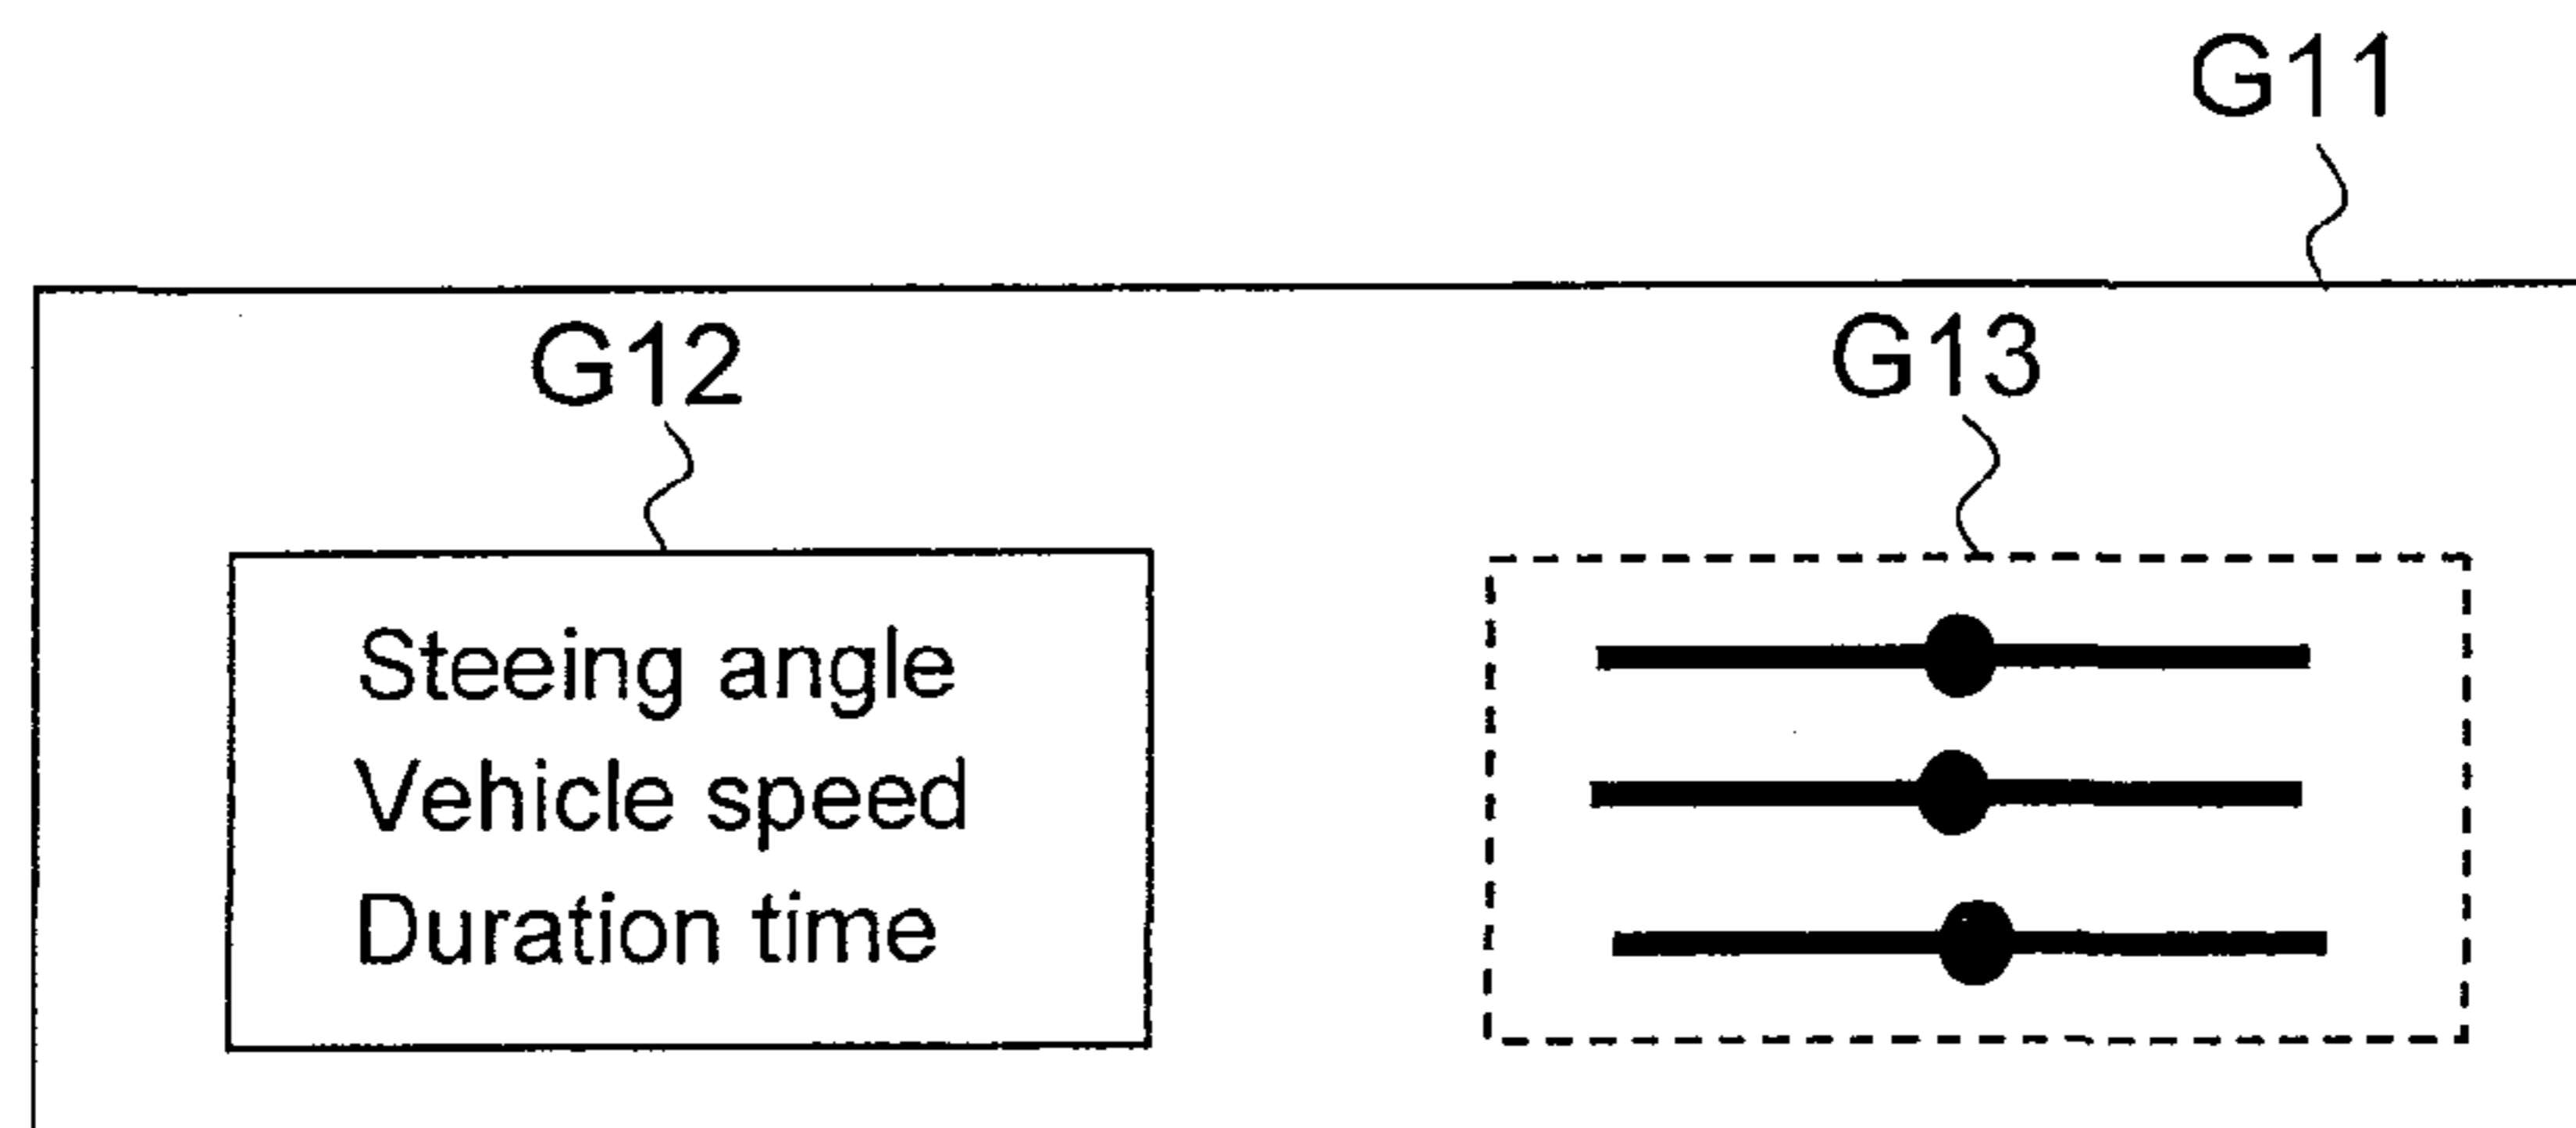 G11
G12
G13
Steeing angle
Vehicle speed
Duration time